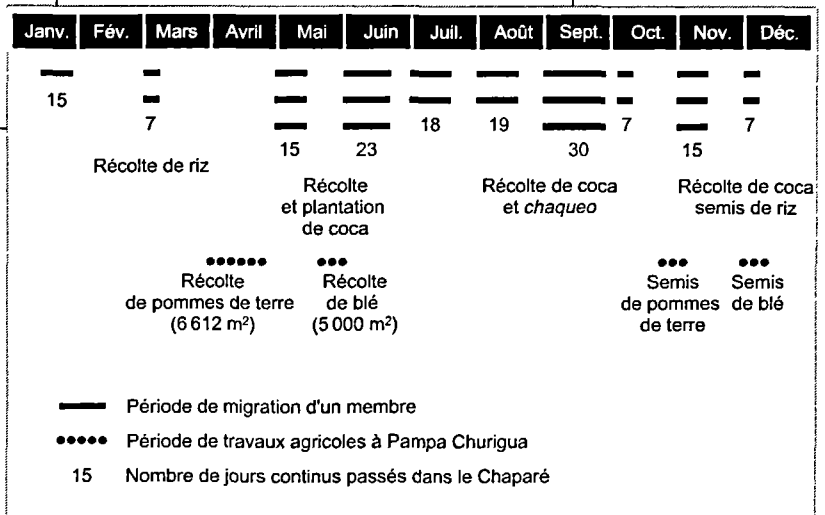 Janv. Fév. Mars Avril Mai Juin Juil. Août Sept. Oct. Nov. Déc.
15
7
18 19 7 7
15 23 30 15
Récolte de riz
Récolte
et plantation
de coca
Récolte de coca
et chaqueo
Récolte de coca
semis de riz
Récolte
de pommes de terre
(6 612 m²)
Récolte
de blé
(5 000 m²)
Semis
de pommes
de terre
Semis
de blé
Période de migration d'un membre
Période de travaux agricoles à Pampa Churigua
15 Nombre de jours continus passés dans le Chaparé